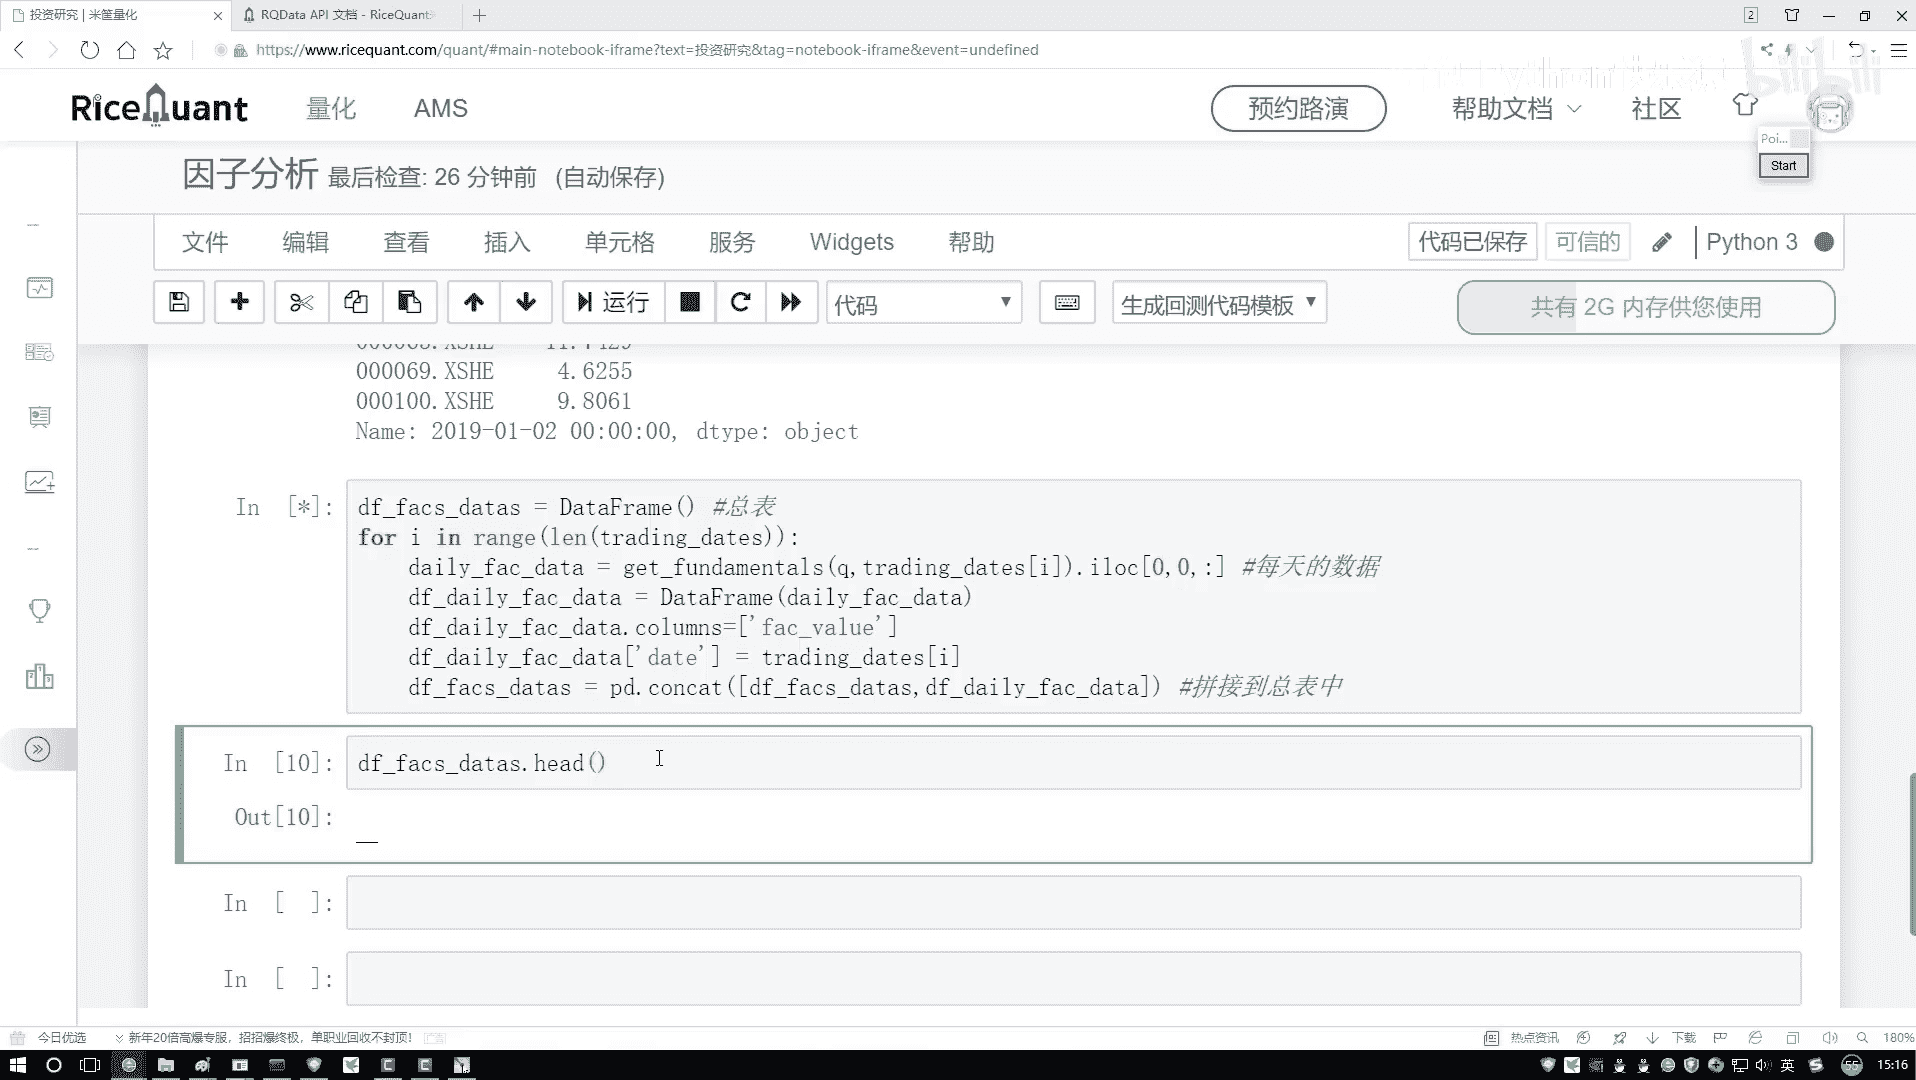 投资研究 | 米筐量化
RQData API 文档 - RiceQuant
2
https://www.ricequant.com/quant/#main-notebook-iframe?text=投资研究&tag=notebook-iframe&event=undefined
bilibili
RiceQuant 量化 AMS 预约路演 帮助文档 社区
Poi...
Start
因子分析 最后检查: 26 分钟前 (自动保存)
文件 编辑 查看 插入 单元格 服务 Widgets 帮助 代码已保存 可信的 Python 3
运行 代码 生成回测代码模板 共有 2G 内存供您使用
000069.XSHE 4.6255
000100.XSHE 9.8061
Name: 2019-01-02 00:00:00, dtype: object
In [*]: df_facs_datas = DataFrame() #总表
for i in range(len(trading_dates)):
daily_fac_data = get_fundamentals(q,trading_dates[i]).iloc[0,0,:] #每天的数据
df_daily_fac_data = DataFrame(daily_fac_data)
df_daily_fac_data.columns=['fac_value']
df_daily_fac_data['date'] = trading_dates[i]
df_facs_datas = pd.concat([df_facs_datas,df_daily_fac_data]) #拼接到总表中
In [10]: df_facs_datas.head()
Out[10]:
In [ ]:
In [ ]:
今日优选 新年20倍高爆专服，招招爆终极，单职业回收不封顶! 热点资讯 下载 180%
英 55 15:16